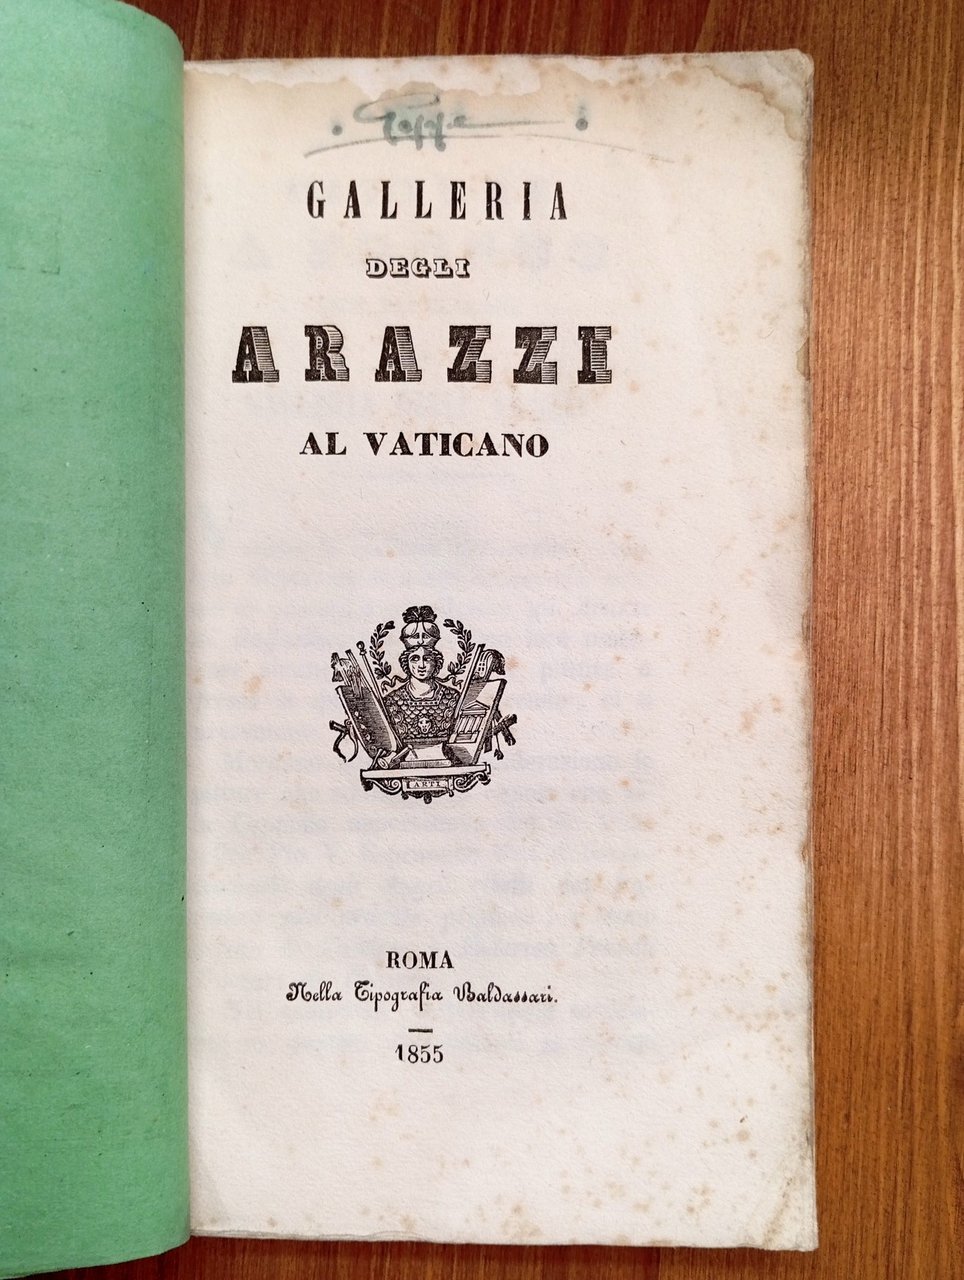 GALLERIA
DEGLI
ARAZZI
AL VATICANO
ARTI
ROMA
Nella Tipografia Baldassari.
1855